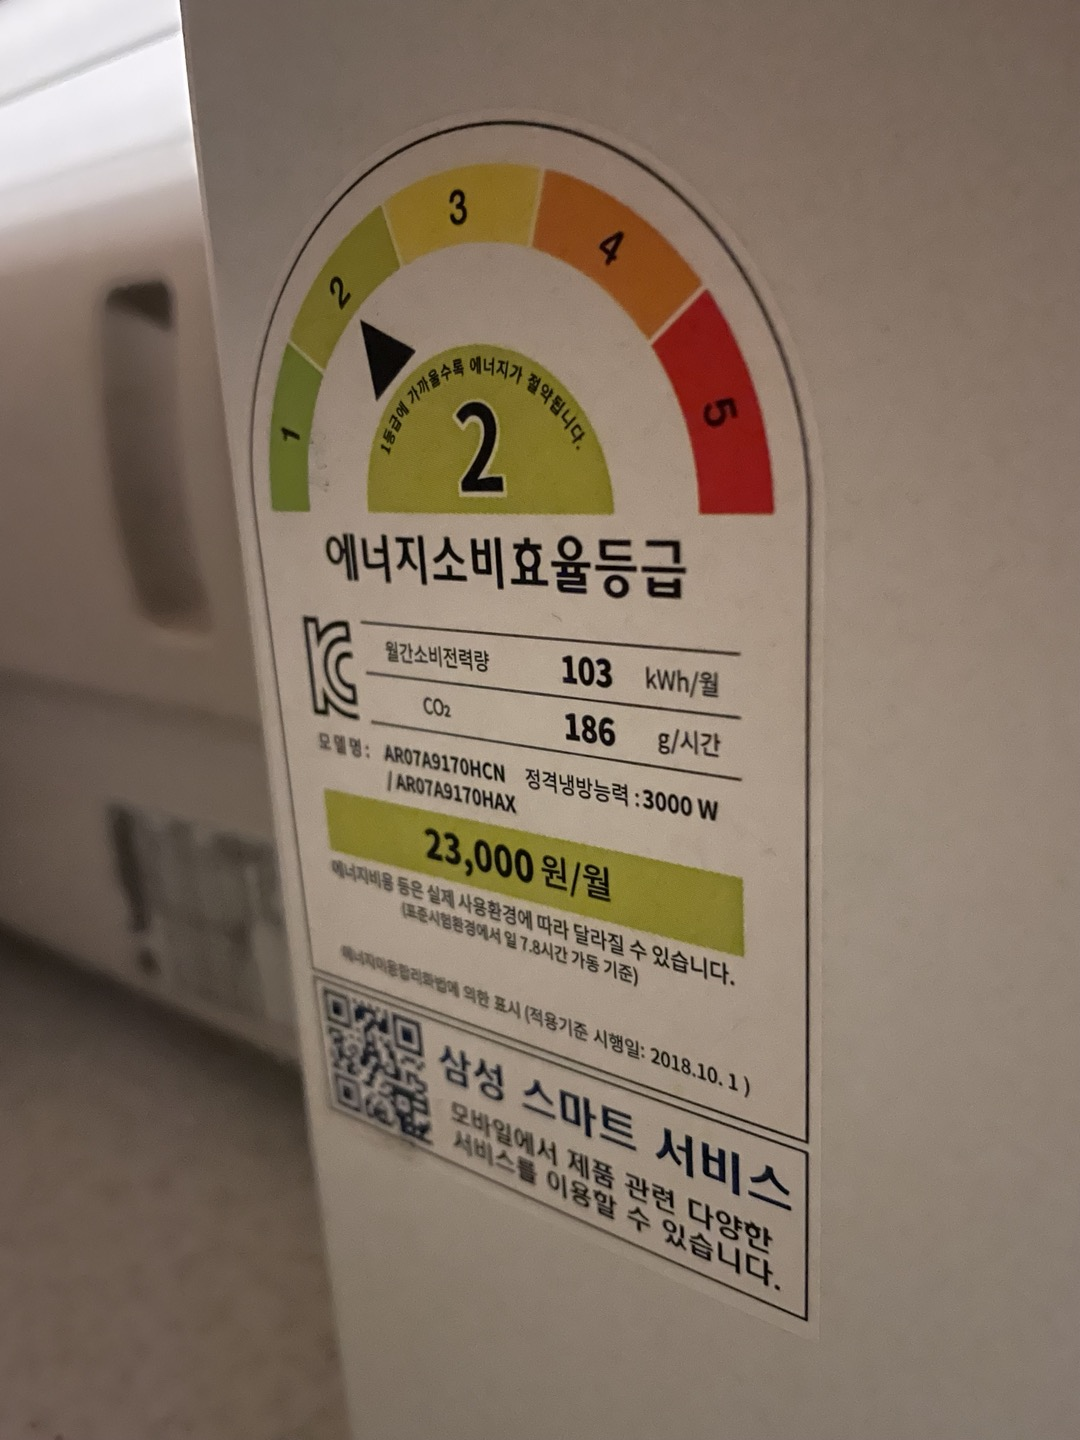 1
2
3
4
5
1등급에 가까울수록 에너지가 절약됩니다.
2
에너지소비효율등급
월간소비전력량 103 kWh/월
CO₂ 186 g/시간
모델명: AR07A9170HCN
/ AR07A9170HAX
정격냉방능력 : 3000 W
23,000 원/월
에너지비용 등은 실제 사용환경에 따라 달라질 수 있습니다.
(표준시험환경에서 일 7.8시간 가동 기준)
에너지이용합리화법에 의한 표시 (적용기준 시행일: 2018.10. 1 )
삼성 스마트 서비스
모바일에서 제품 관련 다양한
서비스를 이용할 수 있습니다.